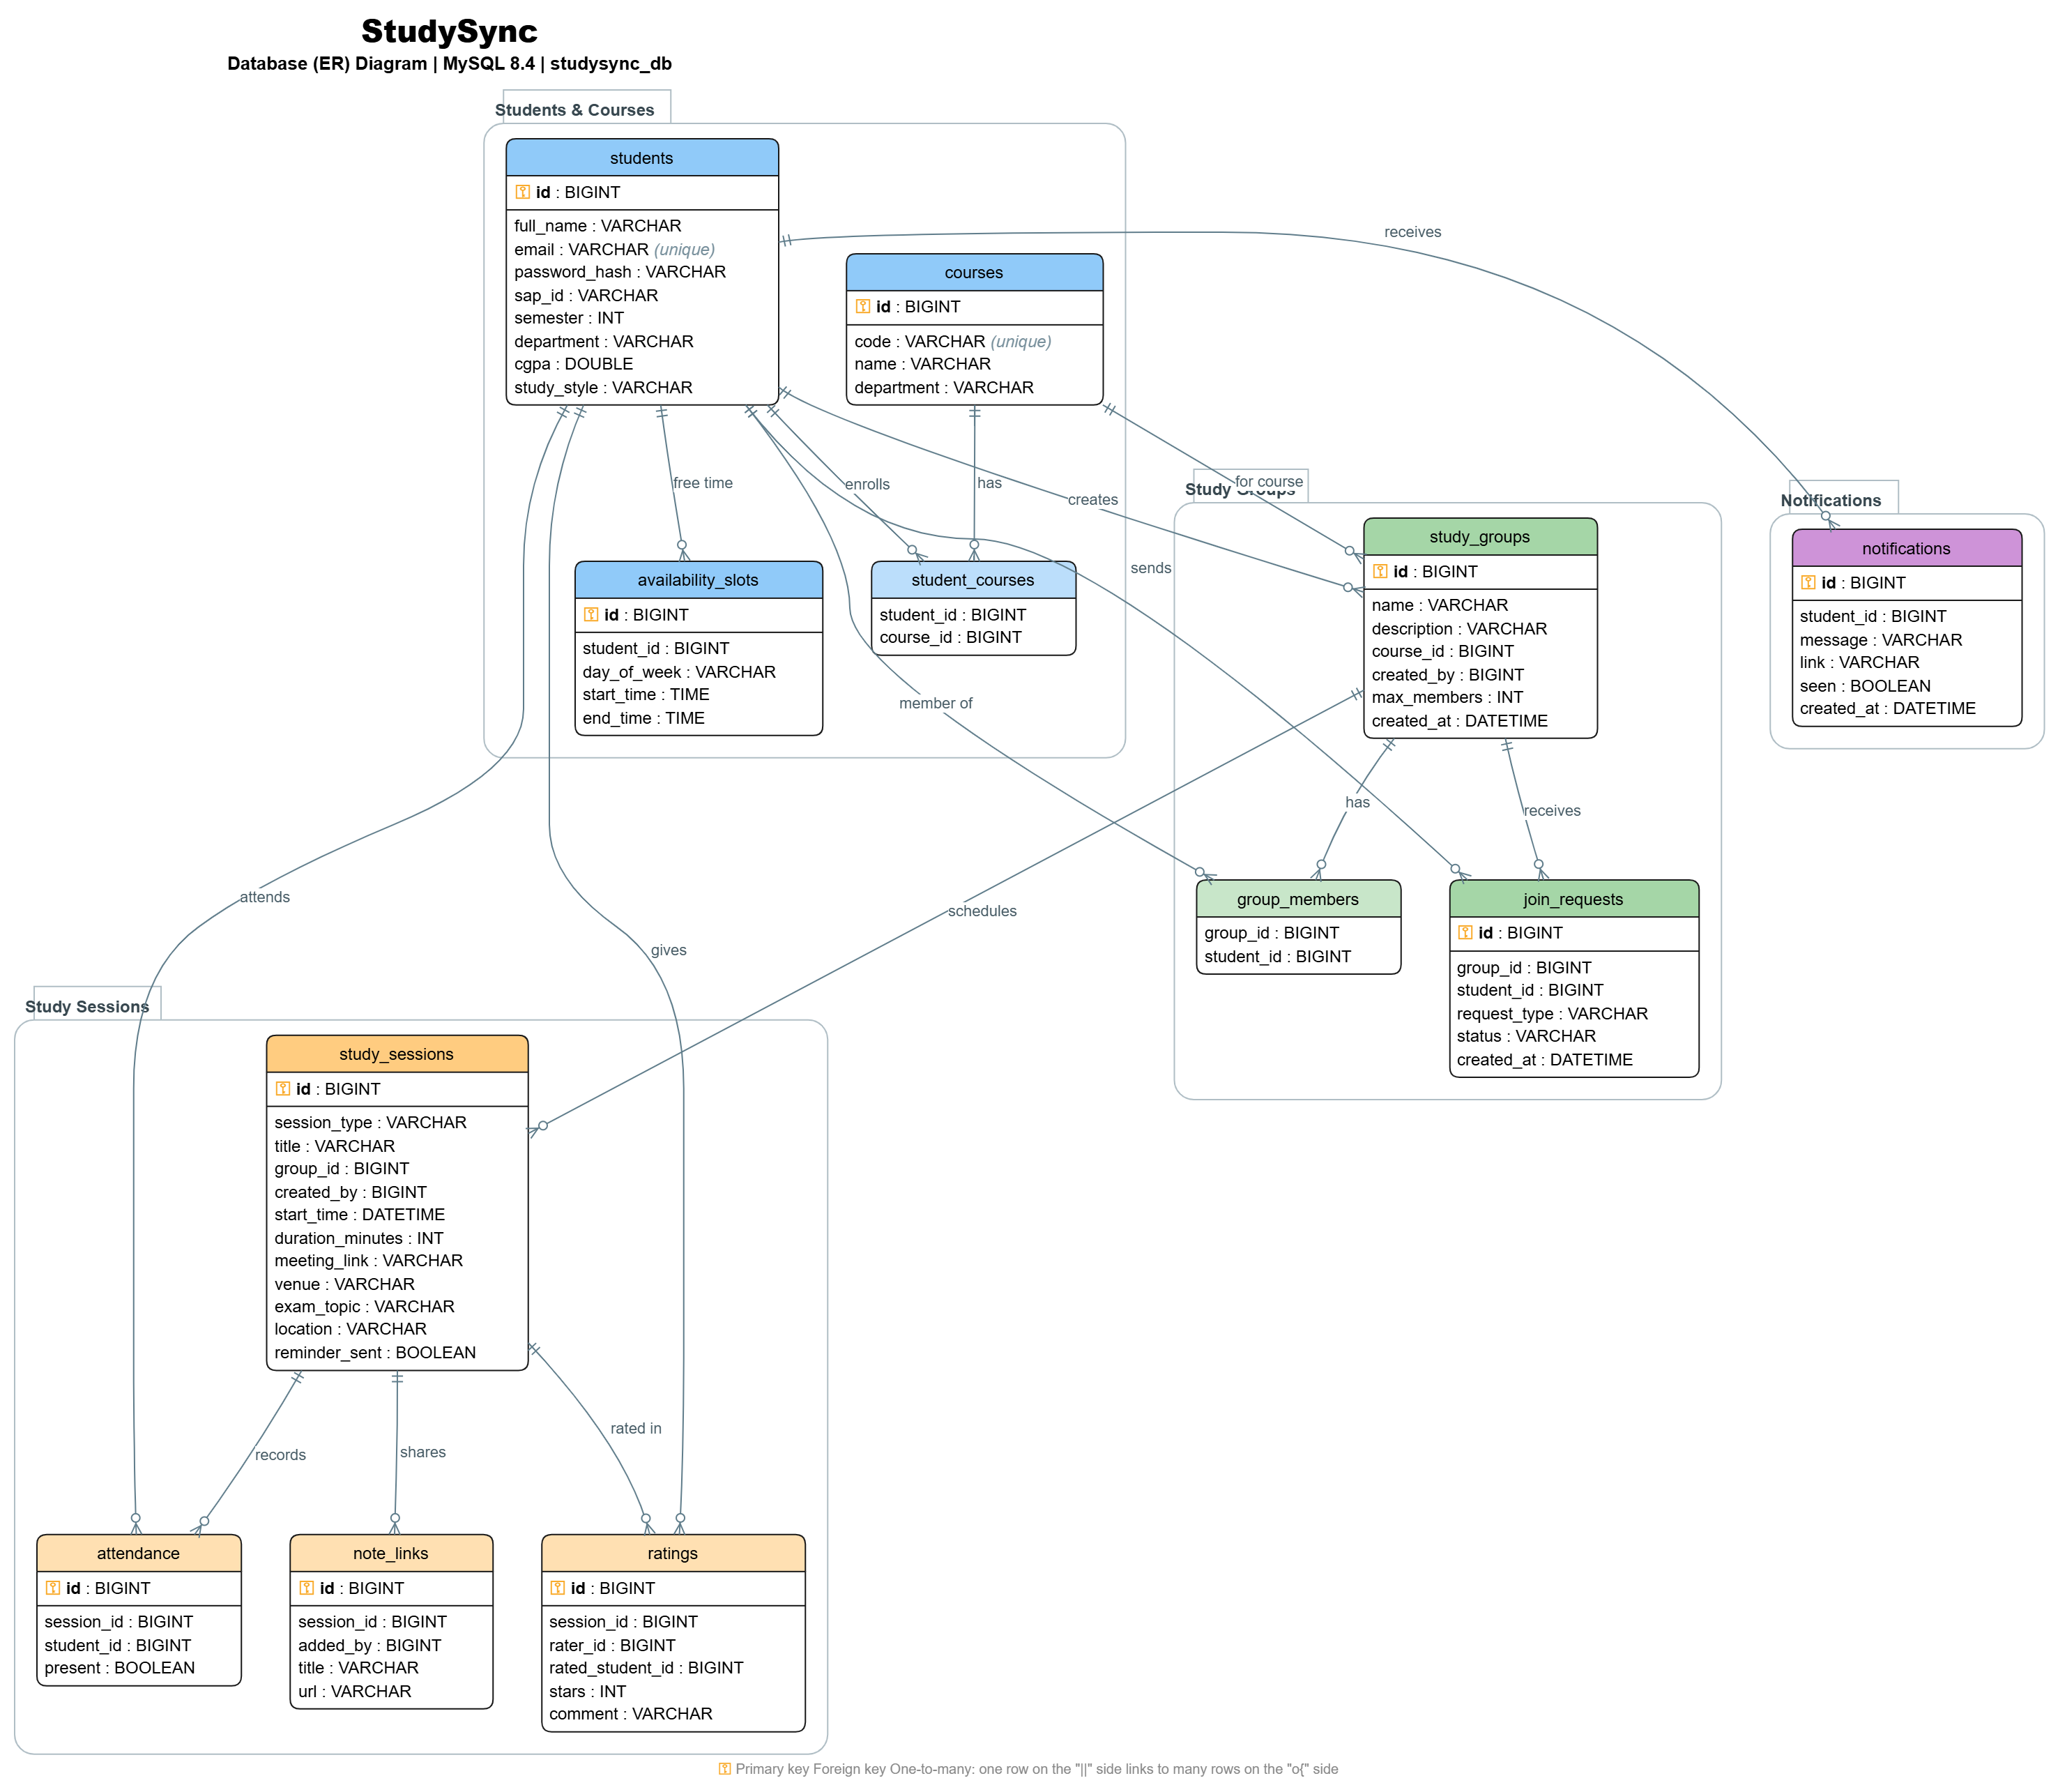 StudySync
Database (ER) Diagram | MySQL 8.4 | studysync_db
Students & Courses
students
id : BIGINT
full_name : VARCHAR
email : VARCHAR (unique)
password_hash : VARCHAR
sap_id : VARCHAR
semester : INT
department : VARCHAR
cgpa : DOUBLE
study_style : VARCHAR
courses
id : BIGINT
code : VARCHAR (unique)
name : VARCHAR
department : VARCHAR
receives
free time
enrolls
has
creates
for course
sends
member of
availability_slots
id : BIGINT
student_id : BIGINT
day_of_week : VARCHAR
start_time : TIME
end_time : TIME
student_courses
student_id : BIGINT
course_id : BIGINT
Study Groups
study_groups
id : BIGINT
name : VARCHAR
description : VARCHAR
course_id : BIGINT
created_by : BIGINT
max_members : INT
created_at : DATETIME
Notifications
notifications
id : BIGINT
student_id : BIGINT
message : VARCHAR
link : VARCHAR
seen : BOOLEAN
created_at : DATETIME
has
receives
attends
schedules
gives
group_members
group_id : BIGINT
student_id : BIGINT
join_requests
id : BIGINT
group_id : BIGINT
student_id : BIGINT
request_type : VARCHAR
status : VARCHAR
created_at : DATETIME
Study Sessions
study_sessions
id : BIGINT
session_type : VARCHAR
title : VARCHAR
group_id : BIGINT
created_by : BIGINT
start_time : DATETIME
duration_minutes : INT
meeting_link : VARCHAR
venue : VARCHAR
exam_topic : VARCHAR
location : VARCHAR
reminder_sent : BOOLEAN
records
shares
rated in
attendance
id : BIGINT
session_id : BIGINT
student_id : BIGINT
present : BOOLEAN
note_links
id : BIGINT
session_id : BIGINT
added_by : BIGINT
title : VARCHAR
url : VARCHAR
ratings
id : BIGINT
session_id : BIGINT
rater_id : BIGINT
rated_student_id : BIGINT
stars : INT
comment : VARCHAR
Primary key Foreign key One-to-many: one row on the "||" side links to many rows on the "o{" side